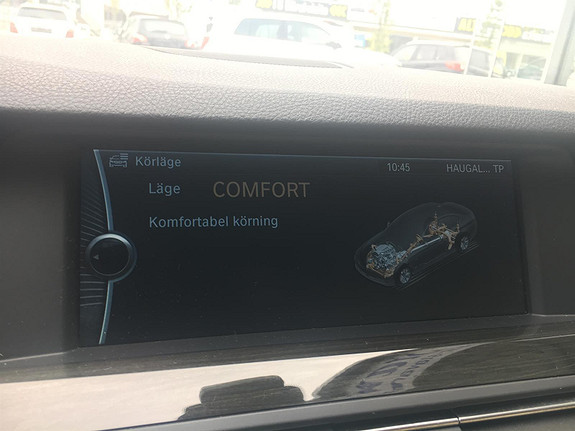 Körläge
10:45 HAUGAL... TP
Läge COMFORT
Komfortabel körning